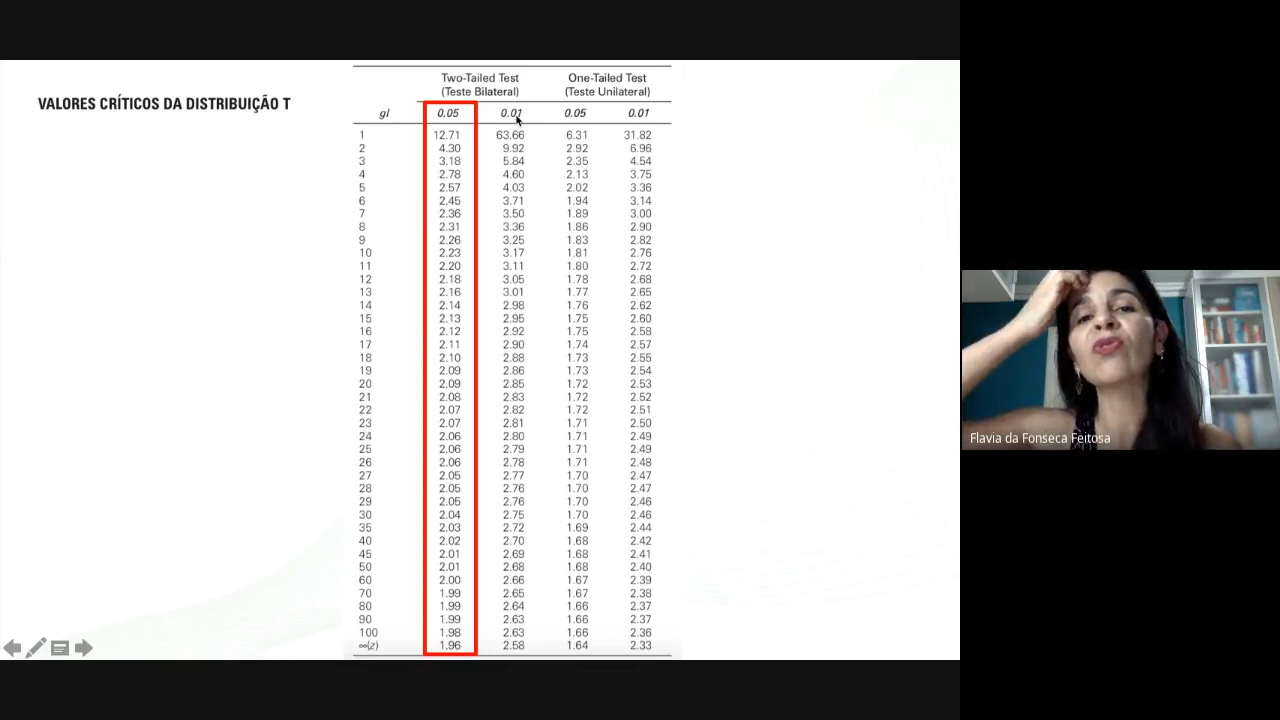 VALORES CRÍTICOS DA DISTRIBUIÇÃO T
Two-Tailed Test One-Tailed Test
(Teste Bilateral) (Teste Unilateral)
gl 0.05 0.01 0.05 0.01
1 12.71 63.66 6.31 31.82
2 4.30 9.92 2.92 6.96
3 3.18 5.84 2.35 4.54
4 2.78 4.60 2.13 3.75
5 2.57 4.03 2.02 3.36
6 2.45 3.71 1.94 3.14
7 2.36 3.50 1.89 3.00
8 2.31 3.36 1.86 2.90
9 2.26 3.25 1.83 2.82
10 2.23 3.17 1.81 2.76
11 2.20 3.11 1.80 2.72
12 2.18 3.05 1.78 2.68
13 2.16 3.01 1.77 2.65
14 2.14 2.98 1.76 2.62
15 2.13 2.95 1.75 2.60
16 2.12 2.92 1.75 2.58
17 2.11 2.90 1.74 2.57
18 2.10 2.88 1.73 2.55
19 2.09 2.86 1.73 2.54
20 2.09 2.85 1.72 2.53
21 2.08 2.83 1.72 2.52
22 2.07 2.82 1.72 2.51
23 2.07 2.81 1.71 2.50
24 2.06 2.80 1.71 2.49
25 2.06 2.79 1.71 2.49
26 2.06 2.78 1.71 2.48
27 2.05 2.77 1.70 2.47
28 2.05 2.76 1.70 2.47
29 2.05 2.76 1.70 2.46
30 2.04 2.75 1.70 2.46
35 2.03 2.72 1.69 2.44
40 2.02 2.70 1.68 2.42
45 2.01 2.69 1.68 2.41
50 2.01 2.68 1.68 2.40
60 2.00 2.66 1.67 2.39
70 1.99 2.65 1.67 2.38
80 1.99 2.64 1.66 2.37
90 1.99 2.63 1.66 2.37
100 1.98 2.63 1.66 2.36
∞(z) 1.96 2.58 1.64 2.33
Flavia da Fonseca Feitosa